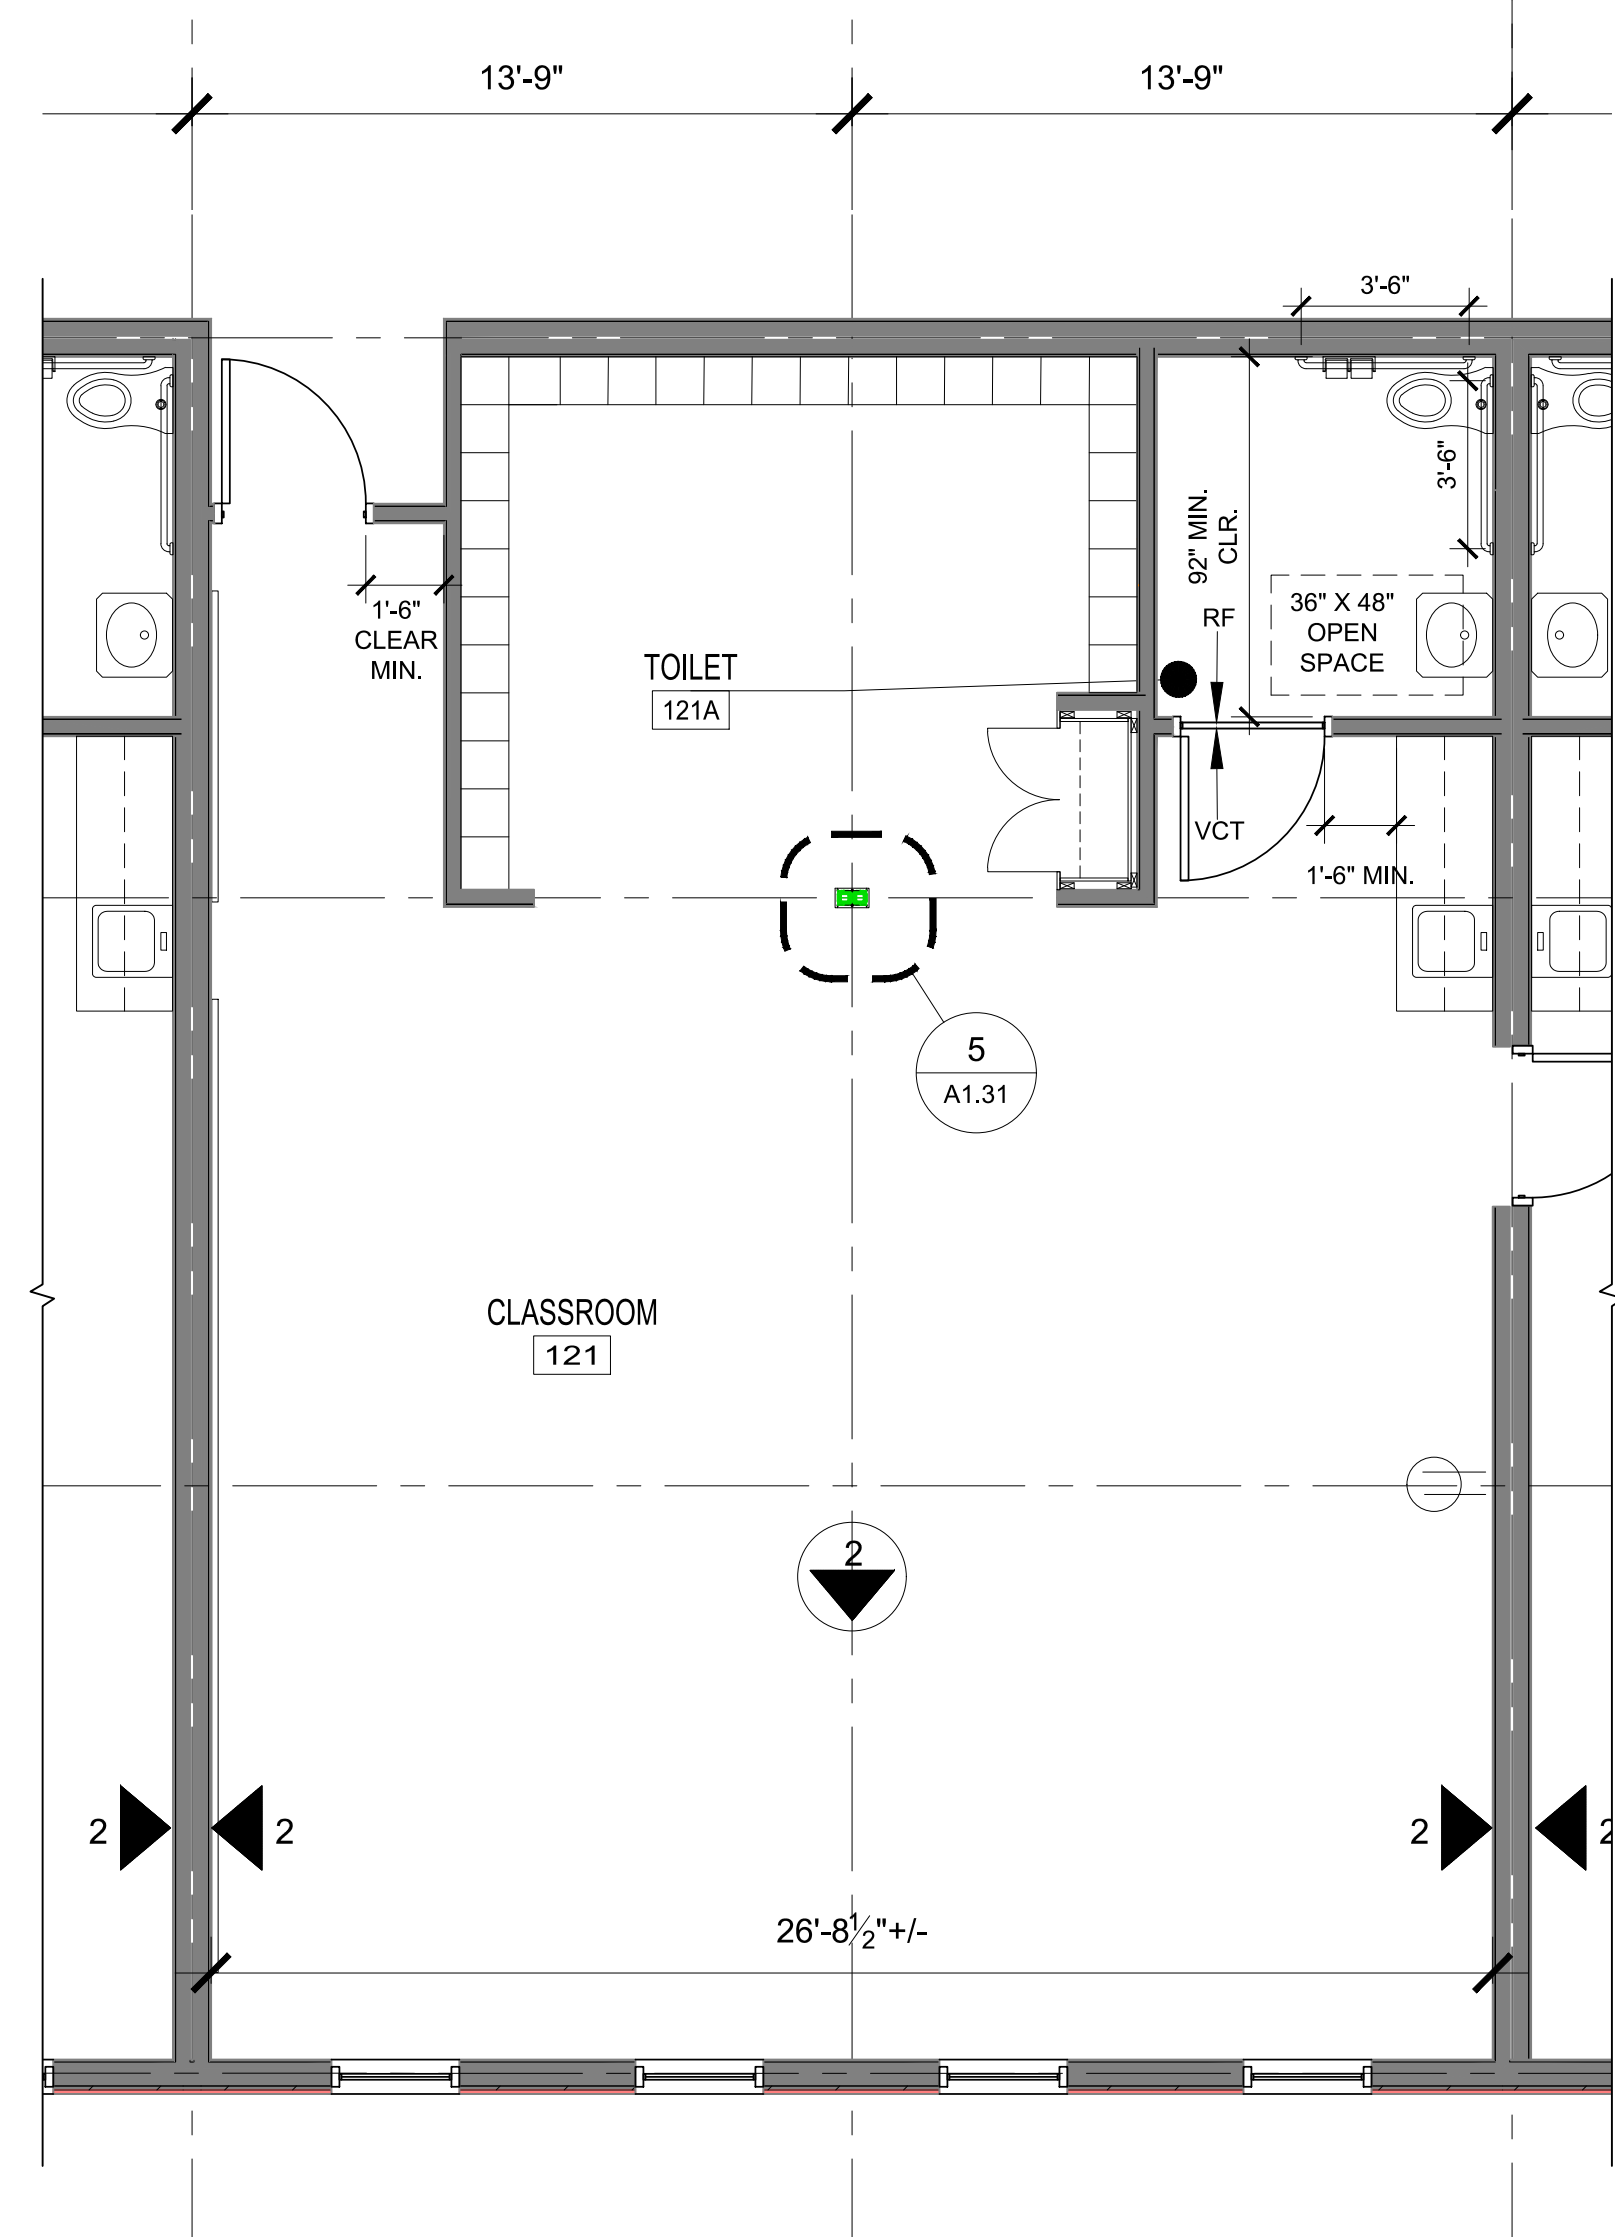 13'-9"
13'-9"
3'-6"
3'-6"
92" MIN.
CLR.
1'-6"
CLEAR
MIN.
36" X 48"
OPEN
SPACE
RF
TOILET
121A
VCT
1'-6" MIN.
5
A1.31
CLASSROOM
121
2
2
2
2
2
26'-8½"+/-